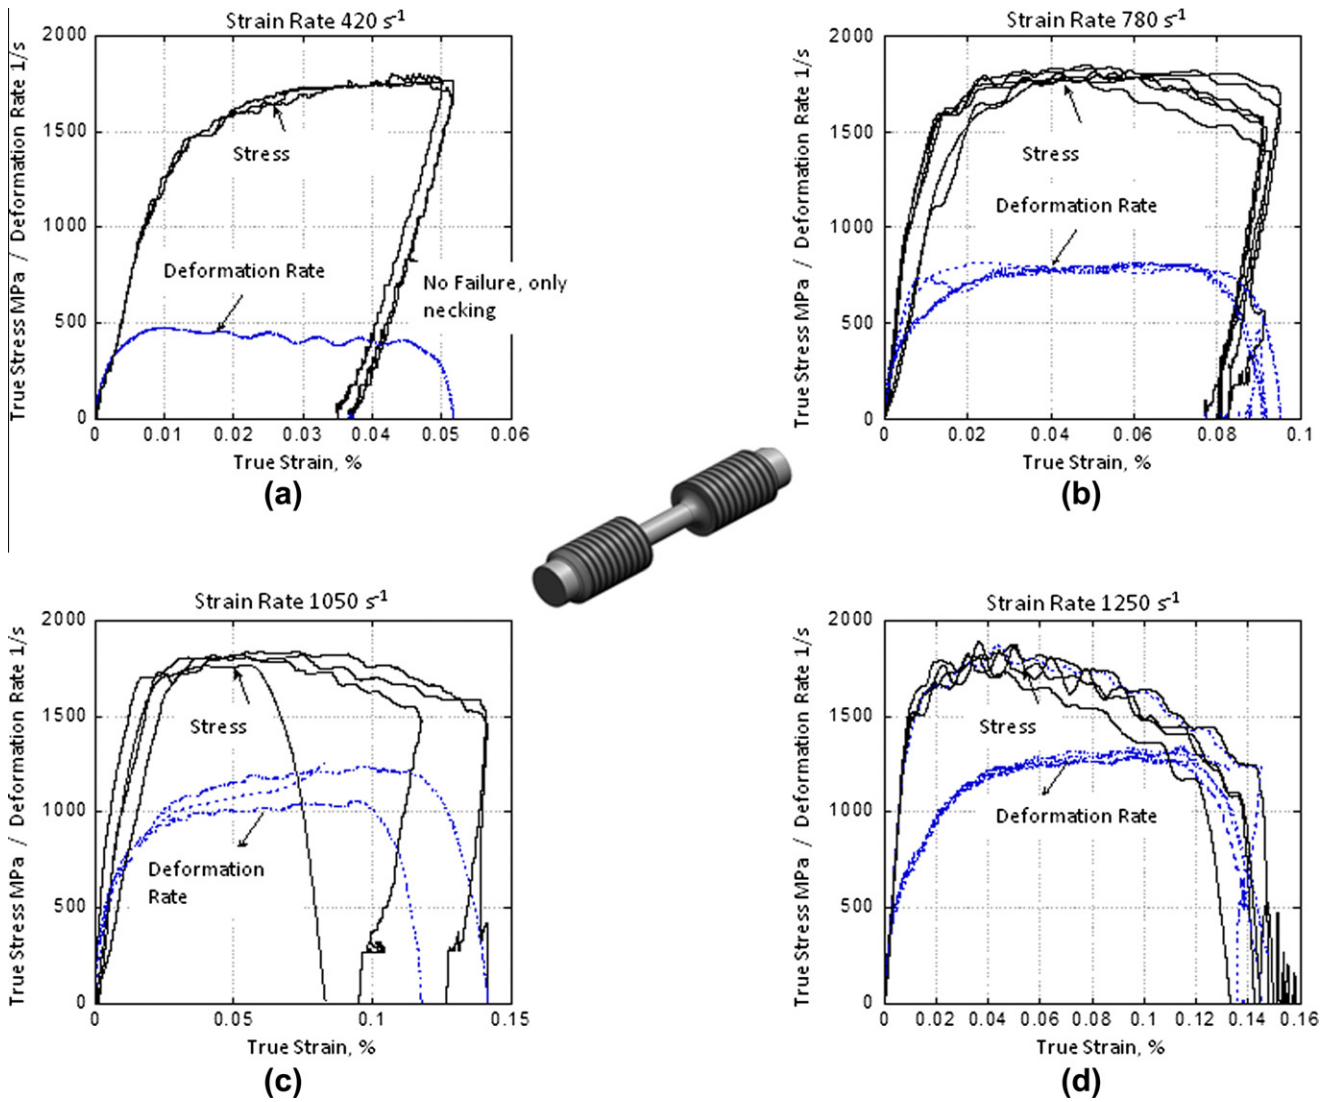 Strain Rate 420 s-1
True Stress MPa / Deformation Rate 1/s
2000
1500
1000
500
0
Stress
Deformation Rate
No Failure, only
necking
0 0.01 0.02 0.03 0.04 0.05 0.06
True Strain, %
(a)
Strain Rate 780 s-1
True Stress MPa / Deformation Rate 1/s
2000
1500
1000
500
0
Stress
Deformation Rate
0 0.02 0.04 0.06 0.08 0.1
True Strain, %
(b)
Strain Rate 1050 s-1
True Stress MPa / Deformation Rate 1/s
2000
1500
1000
500
0
Stress
Deformation
Rate
0 0.05 0.1 0.15
True Strain, %
(c)
Strain Rate 1250 s-1
True Stress MPa / Deformation Rate 1/s
2000
1500
1000
500
0
Stress
Deformation Rate
0 0.02 0.04 0.06 0.08 0.10 0.12 0.14 0.16
True Strain, %
(d)